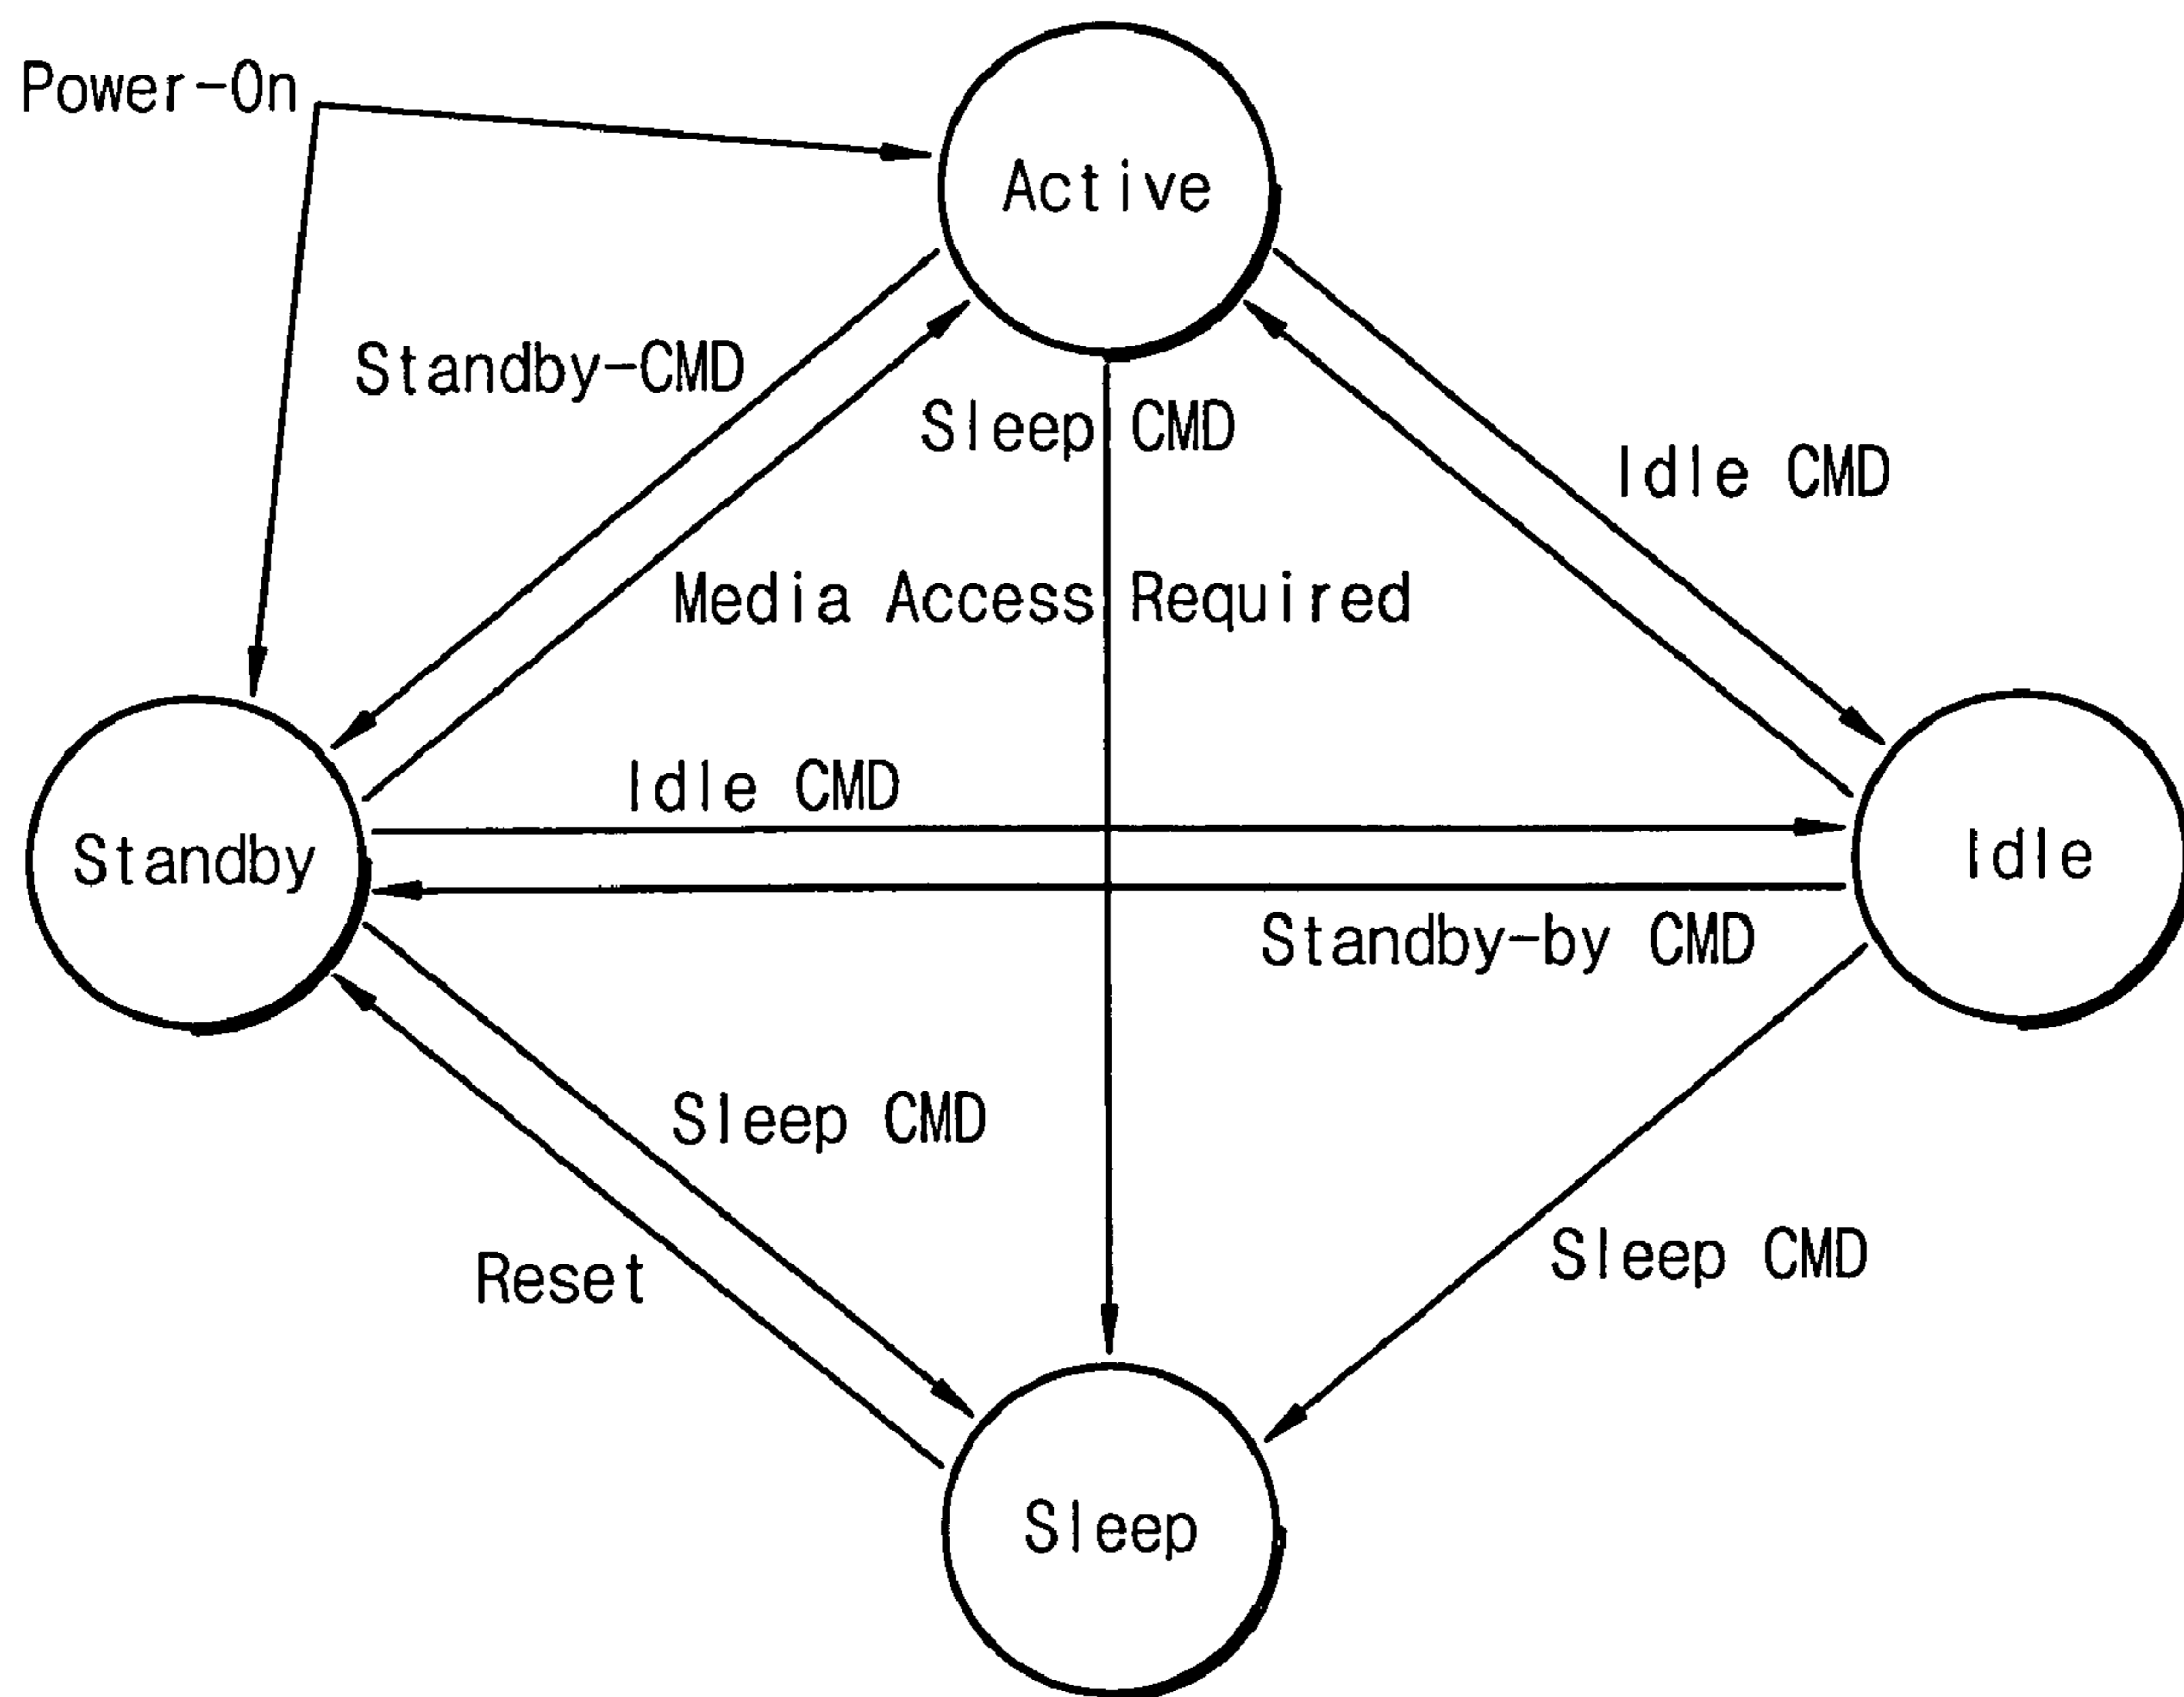 Power-On
Active
Standby-CMD
Sleep CMD
Idle CMD
Media Access Required
Idle CMD
Standby
Idle
Standby-by CMD
Sleep CMD
Reset
Sleep CMD
Sleep